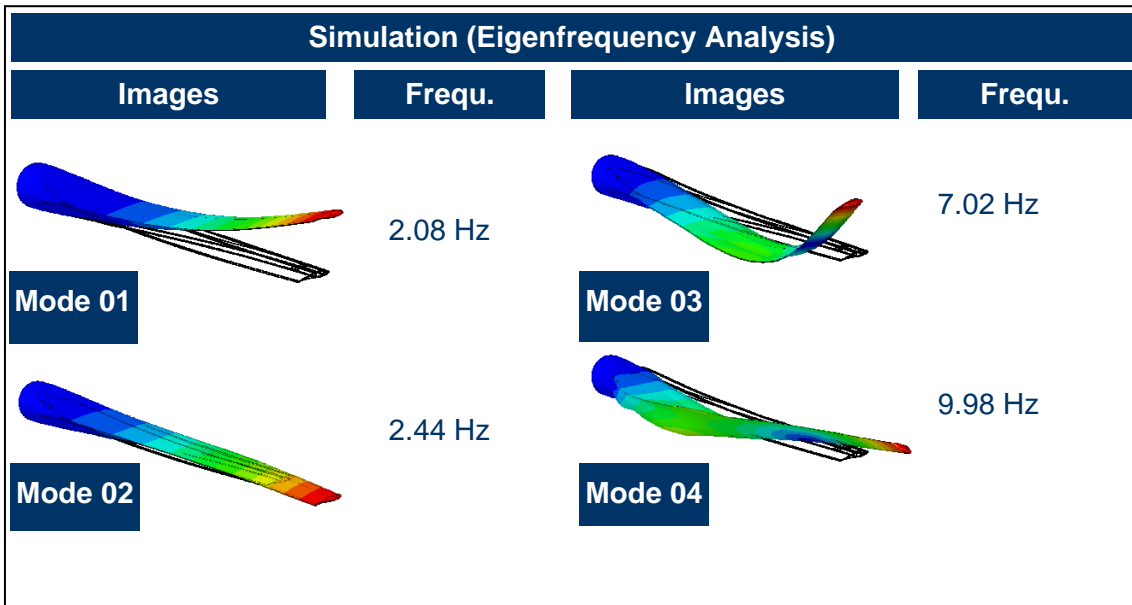 Simulation (Eigenfrequency Analysis)
Images Frequ. Images Frequ.
2.08 Hz
Mode 01
7.02 Hz
Mode 03
2.44 Hz
Mode 02
9.98 Hz
Mode 04